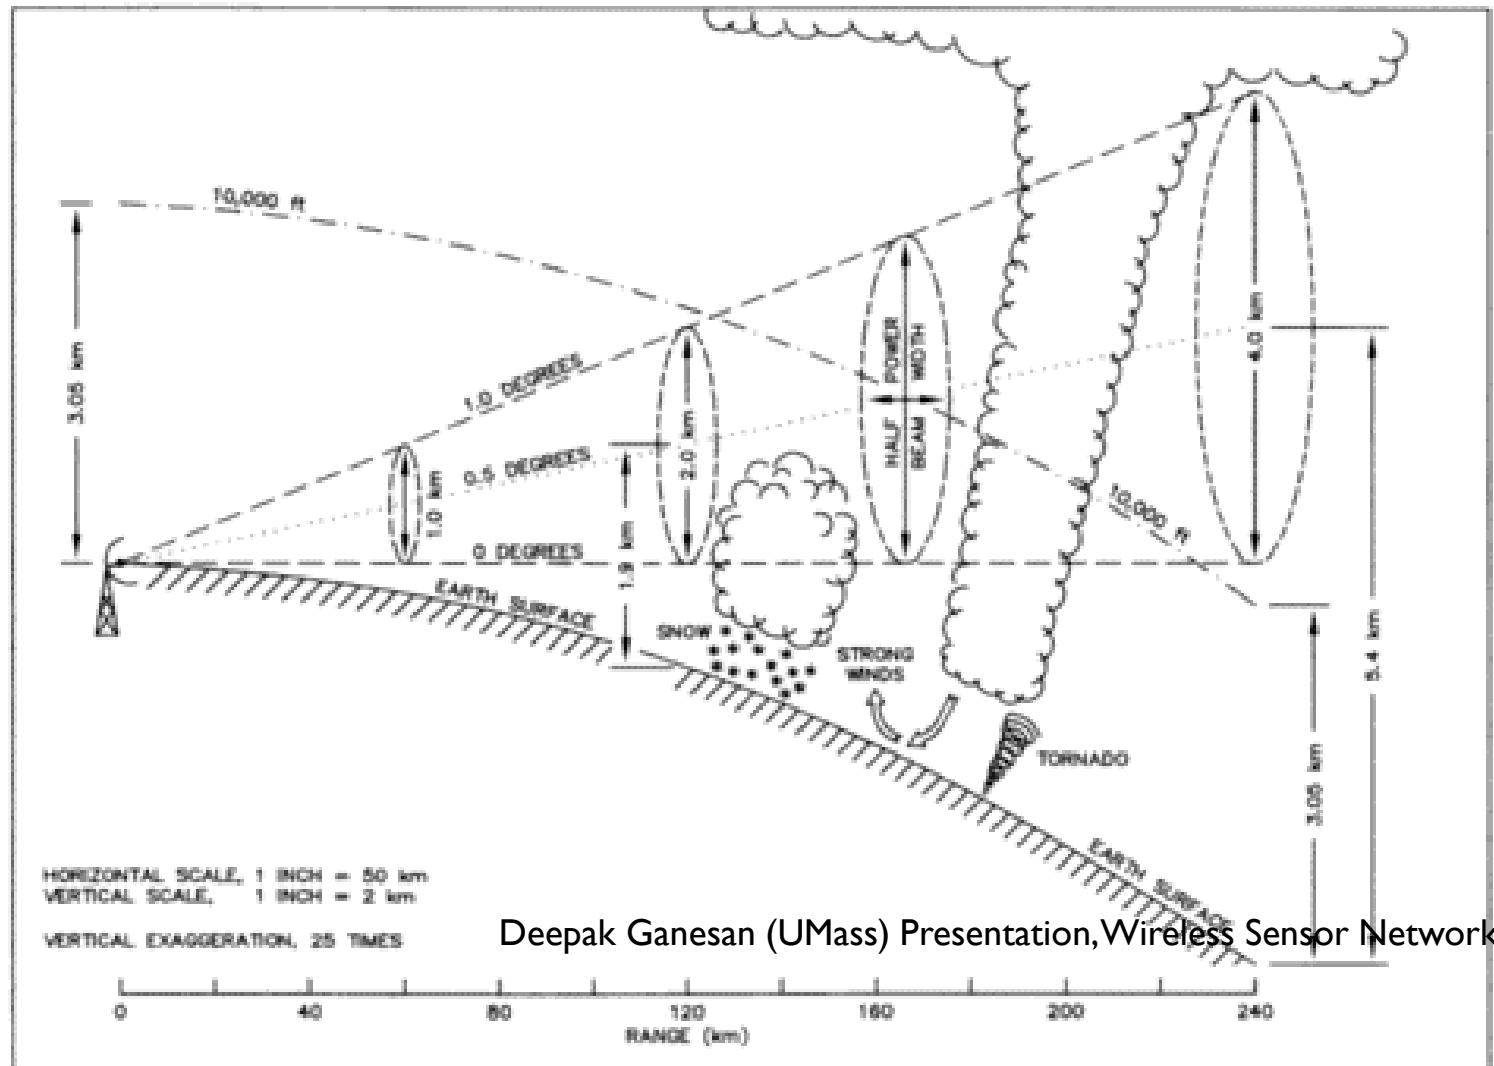 10,000 ft
3.05 km
1.0 DEGREES
0.5 DEGREES
0 DEGREES
1.0 km
2.0 km
1.9 km
HALF POWER
BEAM WIDTH
4.0 km
10,000 ft
EARTH SURFACE
SNOW
STRONG
WINDS
TORNADO
5.4 km
3.05 km
EARTH SURFACE
HORIZONTAL SCALE, 1 INCH = 50 km
VERTICAL SCALE, 1 INCH = 2 km
VERTICAL EXAGGERATION, 25 TIMES
Deepak Ganesan (UMass) Presentation, Wireless Sensor Network
0 40 80 120 160 200 240
RANGE (km)